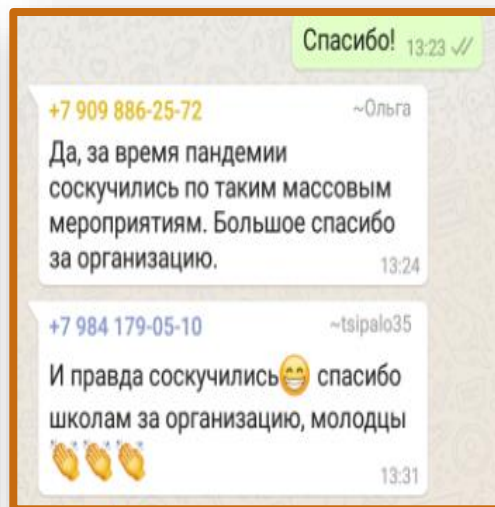 Спасибо! 13:23
+7 909 886-25-72 ~Ольга
Да, за время пандемии
соскучились по таким массовым
мероприятиям. Большое спасибо
за организацию. 13:24
+7 984 179-05-10 ~tsipalo35
И правда соскучились😁 спасибо
школам за организацию, молодцы
👏👏👏 13:31